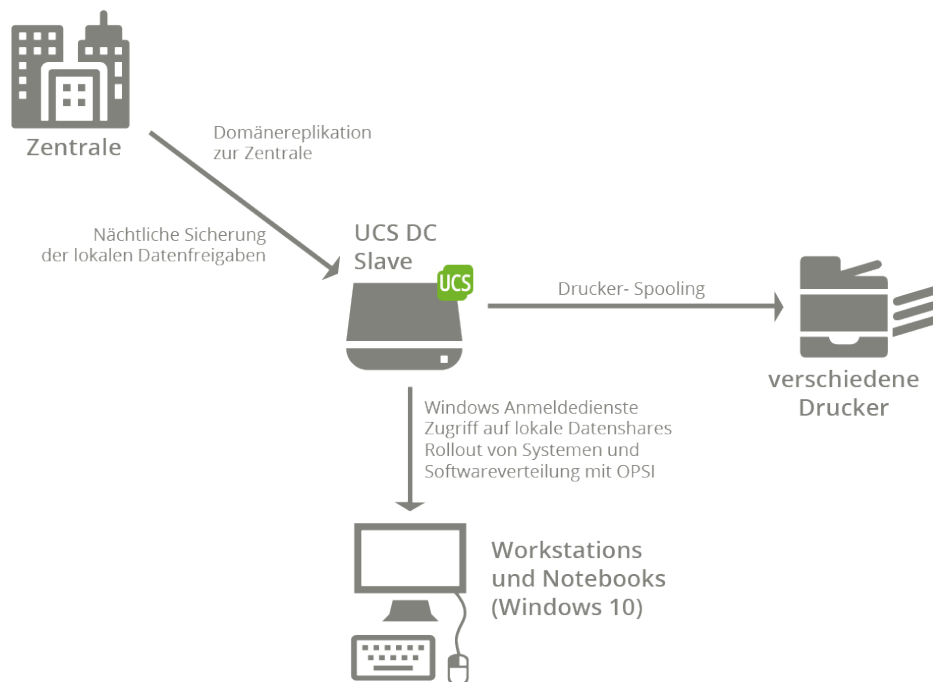 Zentrale
Domänereplikation
zur Zentrale
Nächtliche Sicherung
der lokalen Datenfreigaben
UCS DC
Slave
UCS
Drucker- Spooling
verschiedene
Drucker
Windows Anmeldedienste
Zugriff auf lokale Datenshares
Rollout von Systemen und
Softwareverteilung mit OPSI
Workstations
und Notebooks
(Windows 10)